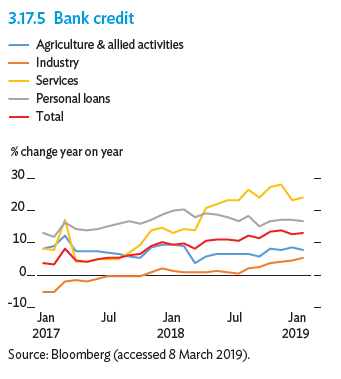 3.17.5 Bank credit
Agriculture & allied activities
Industry
Services
Personal loans
Total
% change year on year
30
20
10
0
-10
Jan Jul Jan Jul Jan
2017 2018 2019
Source: Bloomberg (accessed 8 March 2019).